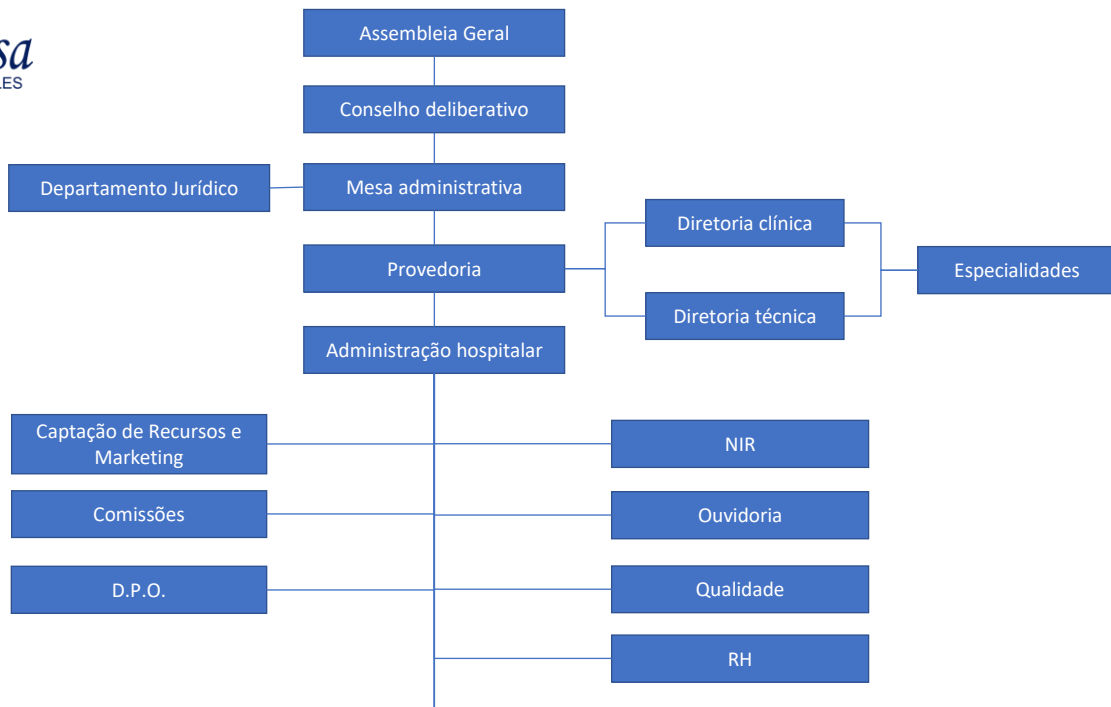 Assembleia Geral
Conselho deliberativo
Departamento Jurídico
Mesa administrativa
Diretoria clínica
Provedoria
Especialidades
Diretoria técnica
Administração hospitalar
Captação de Recursos e
Marketing
NIR
Comissões
Ouvidoria
D.P.O.
Qualidade
RH